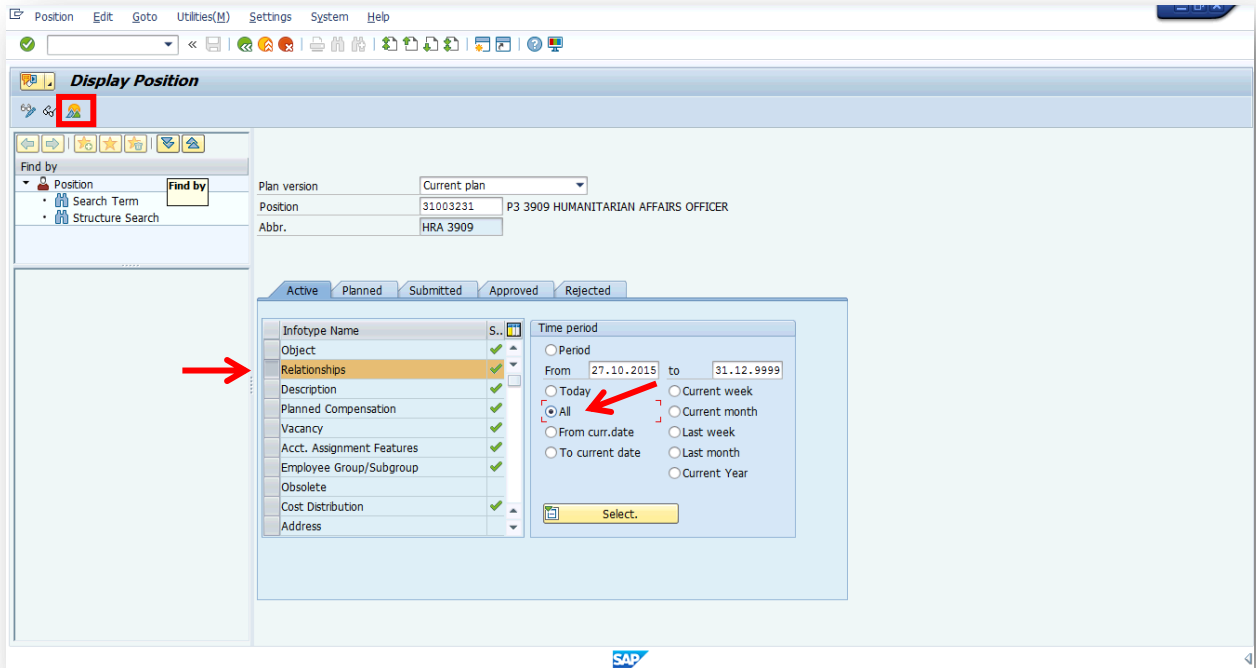 Position Edit Goto Utilities(M) Settings System Help
Display Position
Find by
Position
Find by
Search Term
Structure Search
Plan version Current plan
Position 31003231 P3 3909 HUMANITARIAN AFFAIRS OFFICER
Abbr. HRA 3909
Active Planned Submitted Approved Rejected
Infotype Name S..
Object
Relationships
Description
Planned Compensation
Vacancy
Acct. Assignment Features
Employee Group/Subgroup
Obsolete
Cost Distribution
Address
Time period
Period
From 27.10.2015 to 31.12.9999
Today Current week
All Current month
From curr.date Last week
To current date Last month
Current Year
Select.
SAP